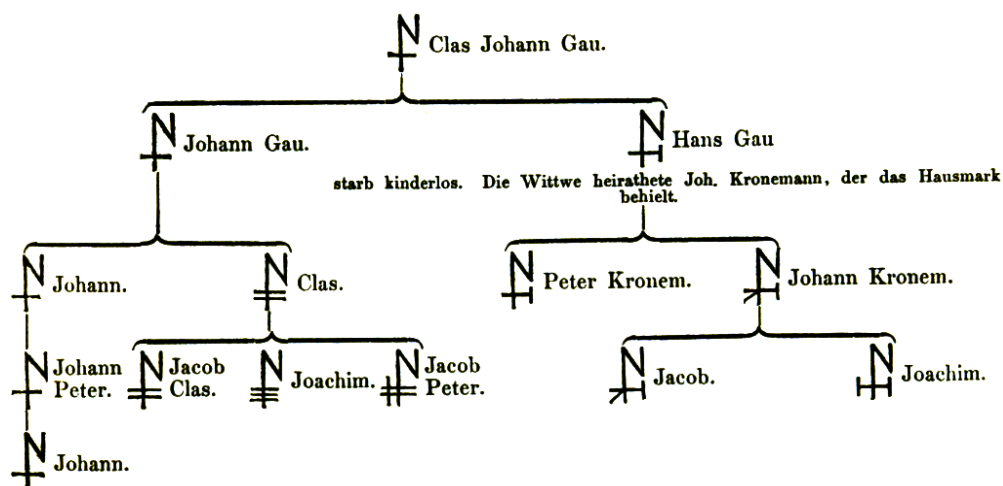 Clas Johann Gau.
Johann Gau.
Hans Gau
starb kinderlos. Die Wittwe heirathete Joh. Kronemann, der das Hausmark
behielt.
Johann.
Clas.
Peter Kronem.
Johann Kronem.
Johann
Peter.
Jacob
Clas.
Joachim.
Jacob
Peter.
Jacob.
Joachim.
Johann.